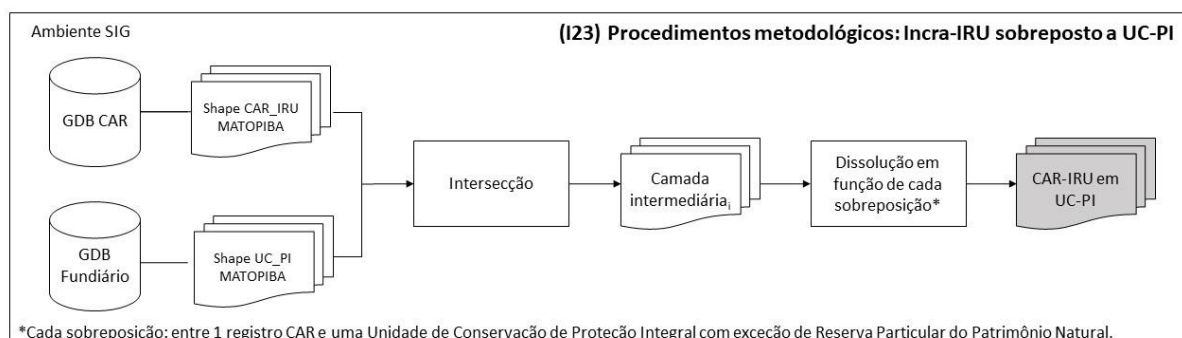 Ambiente SIG
(I23) Procedimentos metodológicos: Incra-IRU sobreposto a UC-PI
GDB CAR
Shape CAR_IRU
MATOPIBA
GDB
Fundiário
Shape UC_PI
MATOPIBA
Intersecção
Camada
intermediáriaᵢ
Dissolução em
função de cada
sobreposição*
CAR-IRU em
UC-PI
*Cada sobreposição: entre 1 registro CAR e uma Unidade de Conservação de Proteção Integral com exceção de Reserva Particular do Patrimônio Natural.